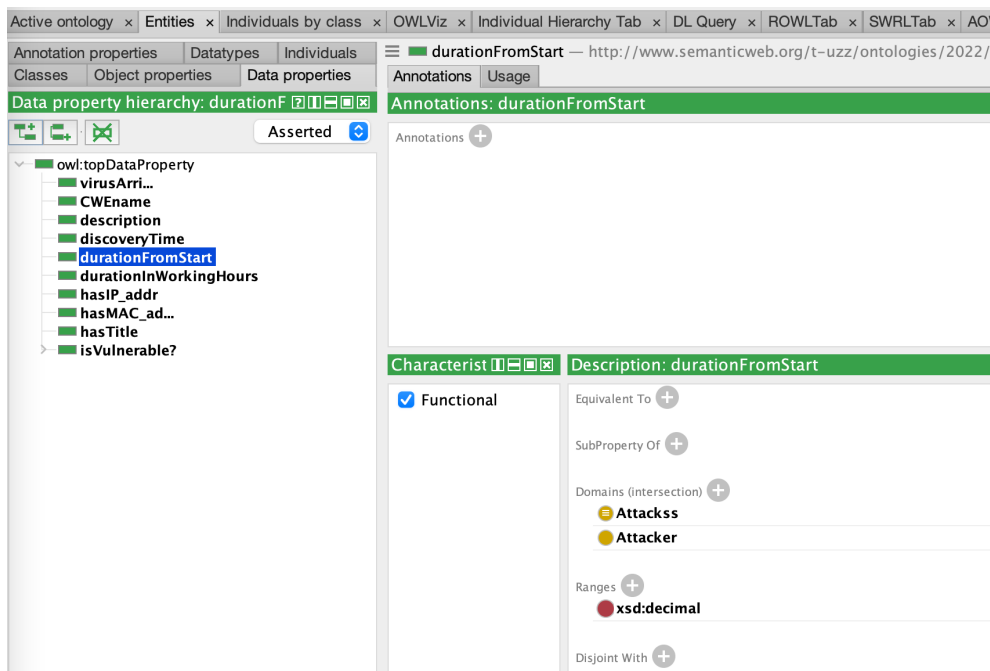 Active ontology × Entities × Individuals by class × OWLViz × Individual Hierarchy Tab × DL Query × ROWLTab × SWRLTab × AO
Annotation properties Datatypes Individuals
Classes Object properties Data properties
Data property hierarchy: durationF
Asserted
owl:topDataProperty
virusArri...
CWEname
description
discoveryTime
durationFromStart
durationInWorkingHours
hasIP_addr
hasMAC_ad...
hasTitle
isVulnerable?
durationFromStart — http://www.semanticweb.org/t-uzz/ontologies/2022/
Annotations Usage
Annotations: durationFromStart
Annotations
Characterist
Functional
Description: durationFromStart
Equivalent To
SubProperty Of
Domains (intersection)
Attackss
Attacker
Ranges
xsd:decimal
Disjoint With